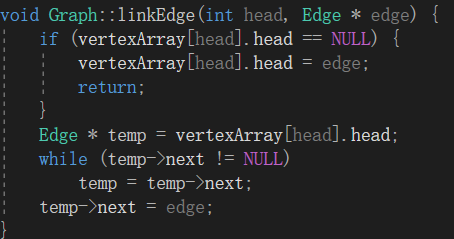 void Graph::linkEdge(int head, Edge * edge) {
    if (vertexArray[head].head == NULL) {
        vertexArray[head].head = edge;
        return;
    }
    Edge * temp = vertexArray[head].head;
    while (temp->next != NULL)
        temp = temp->next;
    temp->next = edge;
}